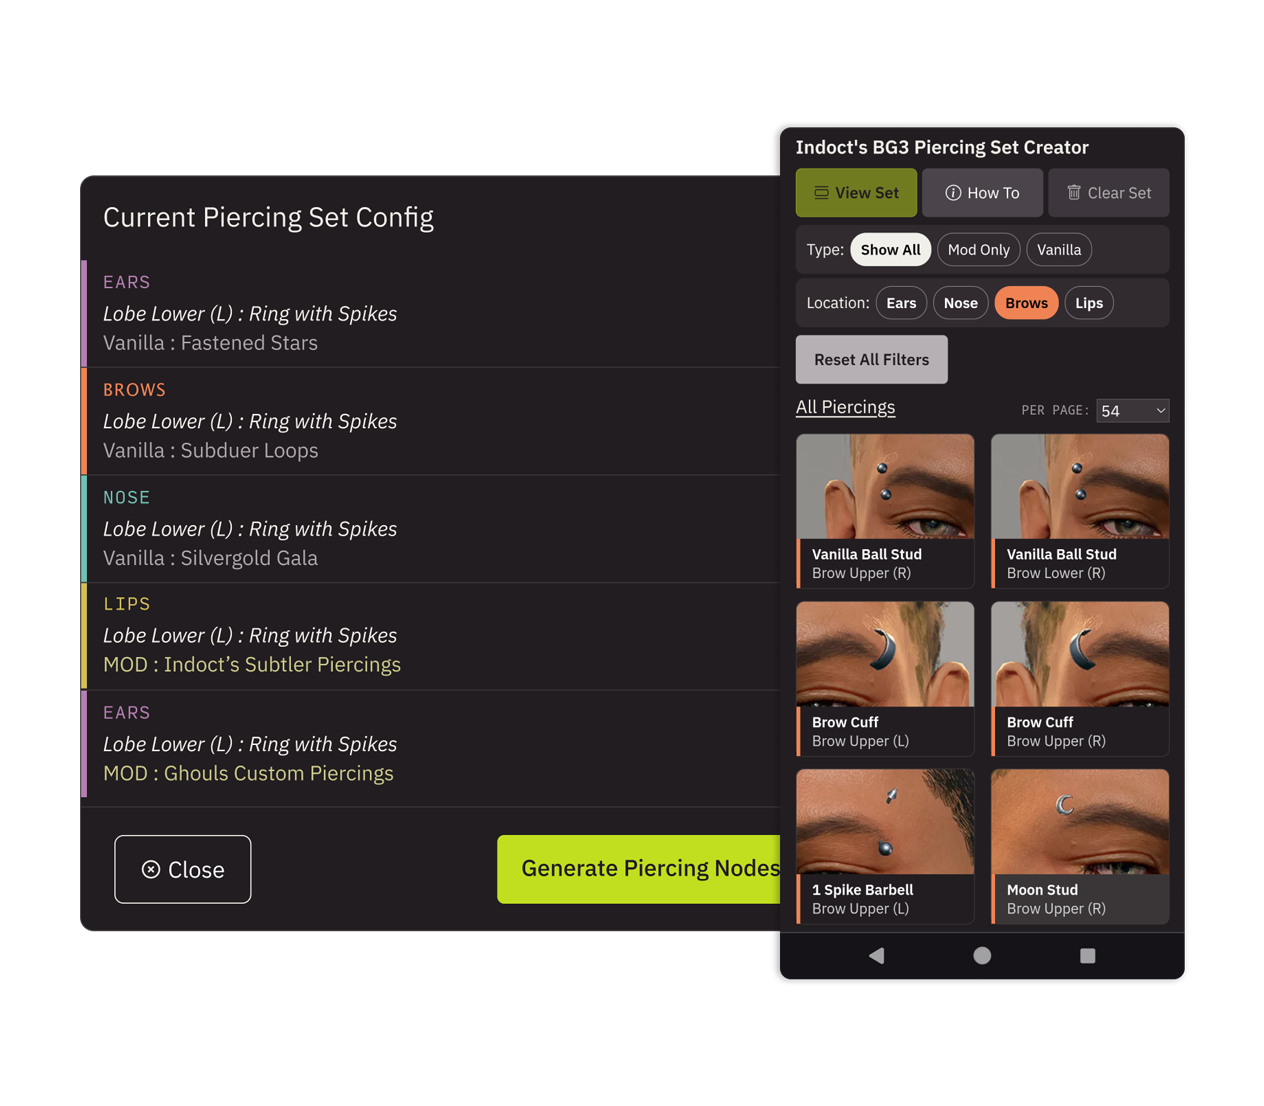 Current Piercing Set Config
EARS
Lobe Lower (L) : Ring with Spikes
Vanilla : Fastened Stars
BROWS
Lobe Lower (L) : Ring with Spikes
Vanilla : Subduer Loops
NOSE
Lobe Lower (L) : Ring with Spikes
Vanilla : Silvergold Gala
LIPS
Lobe Lower (L) : Ring with Spikes
MOD : Indoct’s Subtler Piercings
EARS
Lobe Lower (L) : Ring with Spikes
MOD : Ghouls Custom Piercings
Close
Generate Piercing Nodes
Indoct's BG3 Piercing Set Creator
View Set How To Clear Set
Type: Show All Mod Only Vanilla
Location: Ears Nose Brows Lips
Reset All Filters
All Piercings PER PAGE: 54
Vanilla Ball Stud
Brow Upper (R)
Vanilla Ball Stud
Brow Lower (R)
Brow Cuff
Brow Upper (L)
Brow Cuff
Brow Upper (R)
1 Spike Barbell
Brow Upper (L)
Moon Stud
Brow Upper (R)